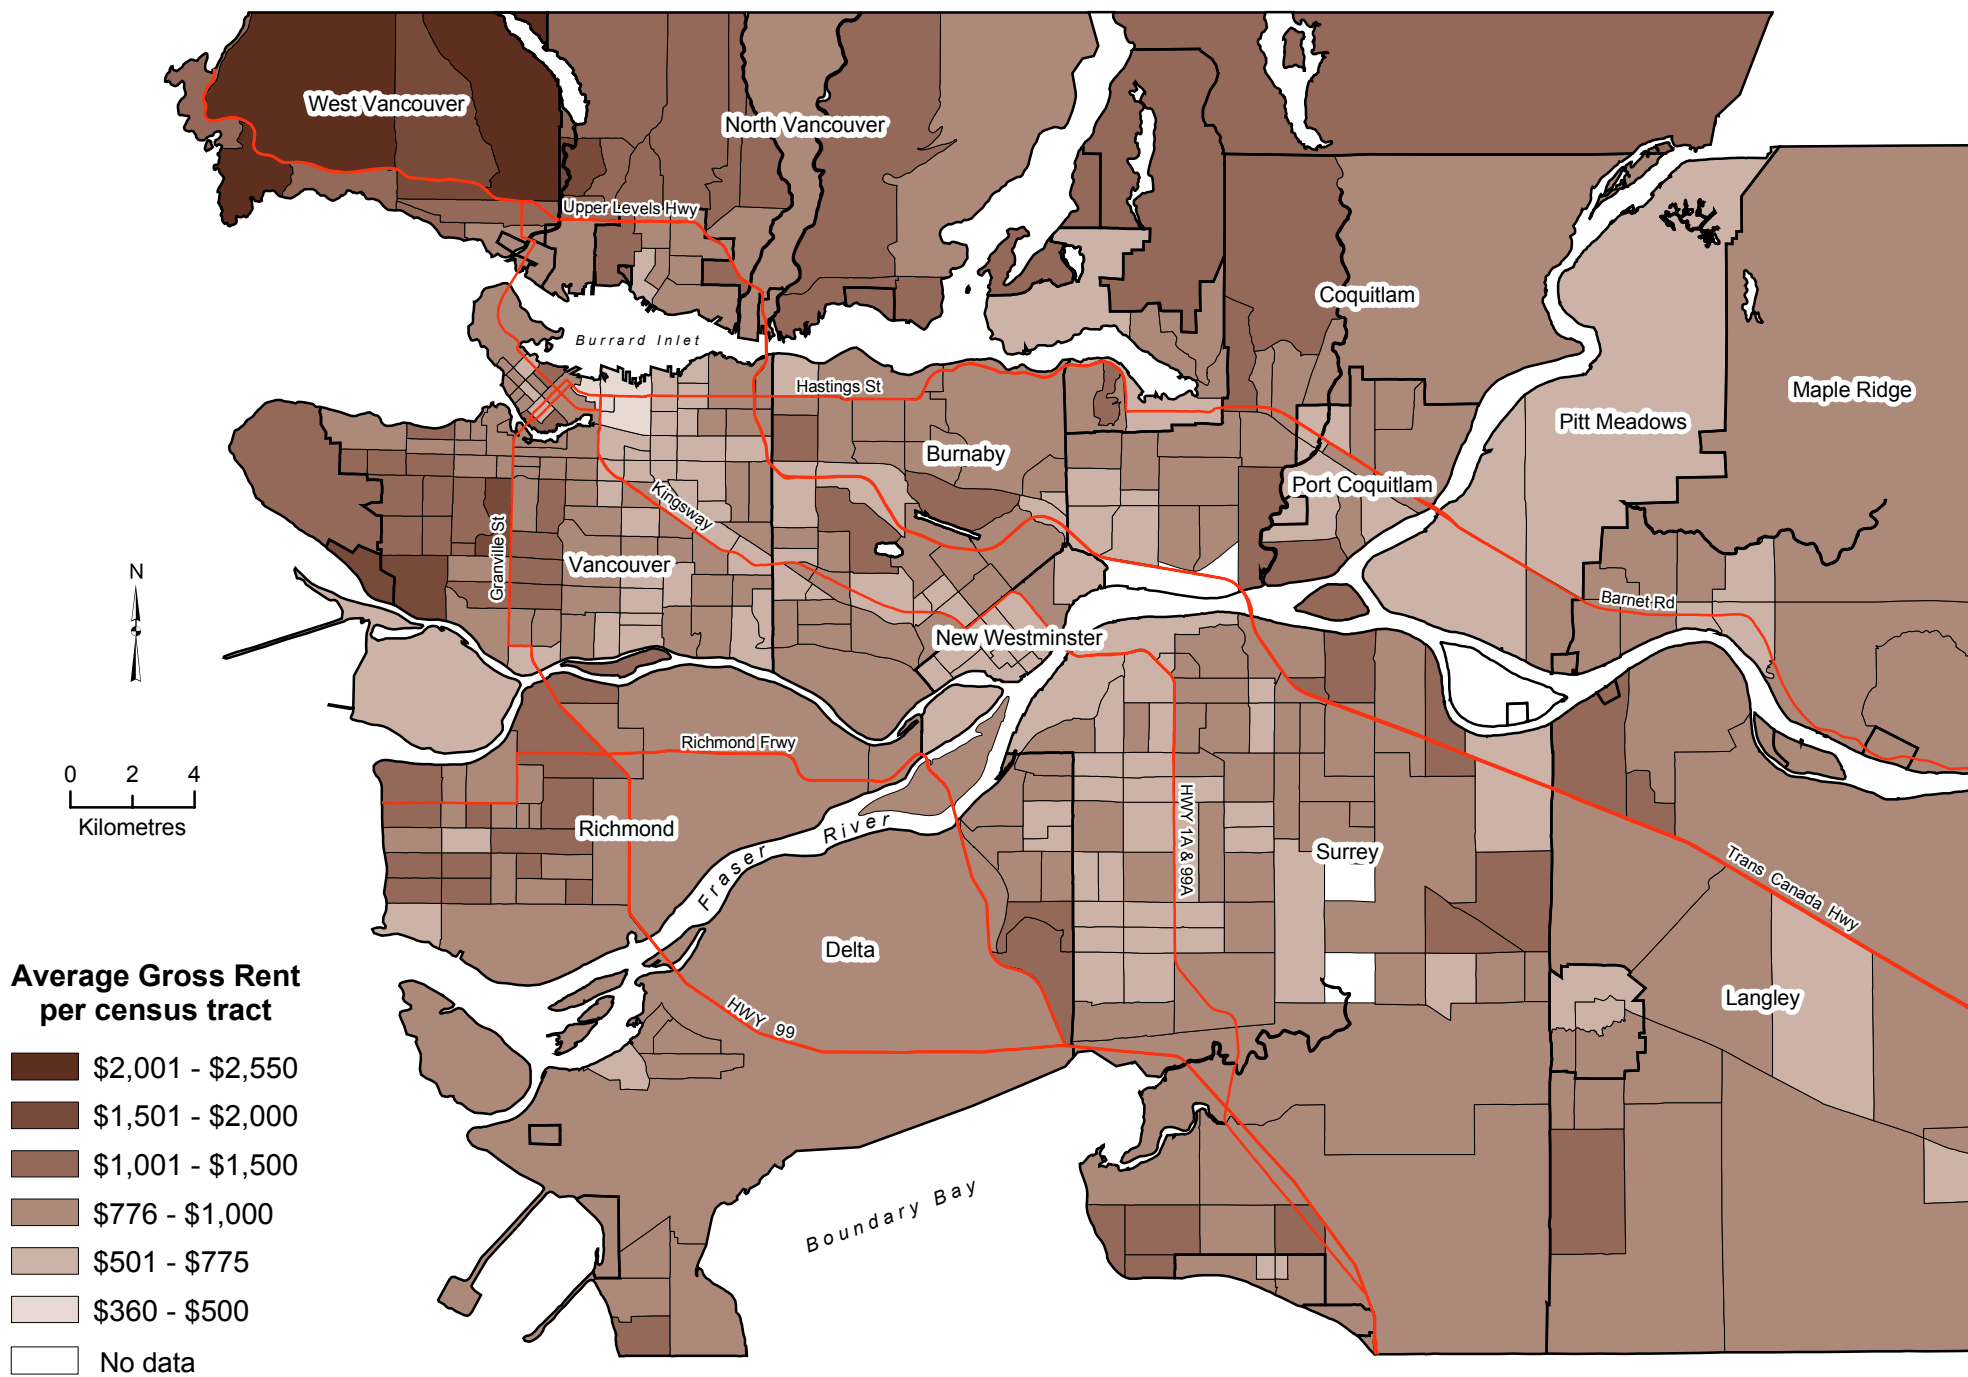 West Vancouver
North Vancouver
Upper Levels Hwy
Burrard Inlet
Coquitlam
Hastings St
Maple Ridge
Pitt Meadows
Burnaby
Port Coquitlam
Kingsway
Granville St
Vancouver
N
Barnet Rd
New Westminster
Richmond Frwy
0 2 4
Kilometres
Richmond
Fraser River
HWY 1A & 99A
Surrey
Trans Canada Hwy
Delta
Langley
HWY 99
Boundary Bay
Average Gross Rent
per census tract
$2,001 - $2,550
$1,501 - $2,000
$1,001 - $1,500
$776 - $1,000
$501 - $775
$360 - $500
No data